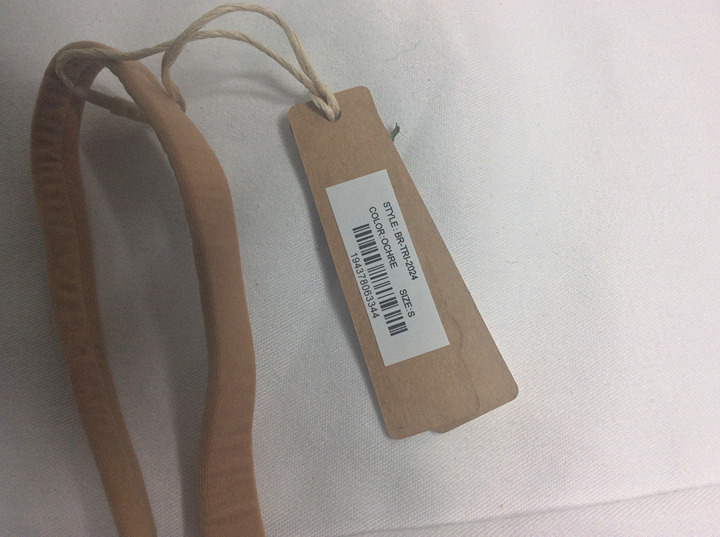 STYLE: BR-TRI-2024
COLOR:OCHRE SIZE:S
194378063344